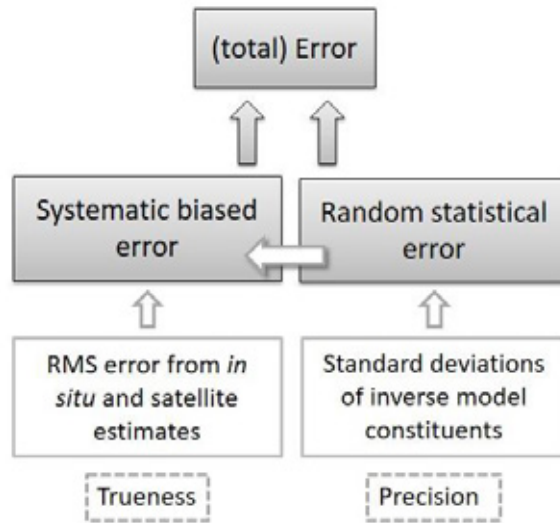 (total) Error
Systematic biased
error
Random statistical
error
RMS error from in
situ and satellite
estimates
Standard deviations
of inverse model
constituents
Trueness
Precision